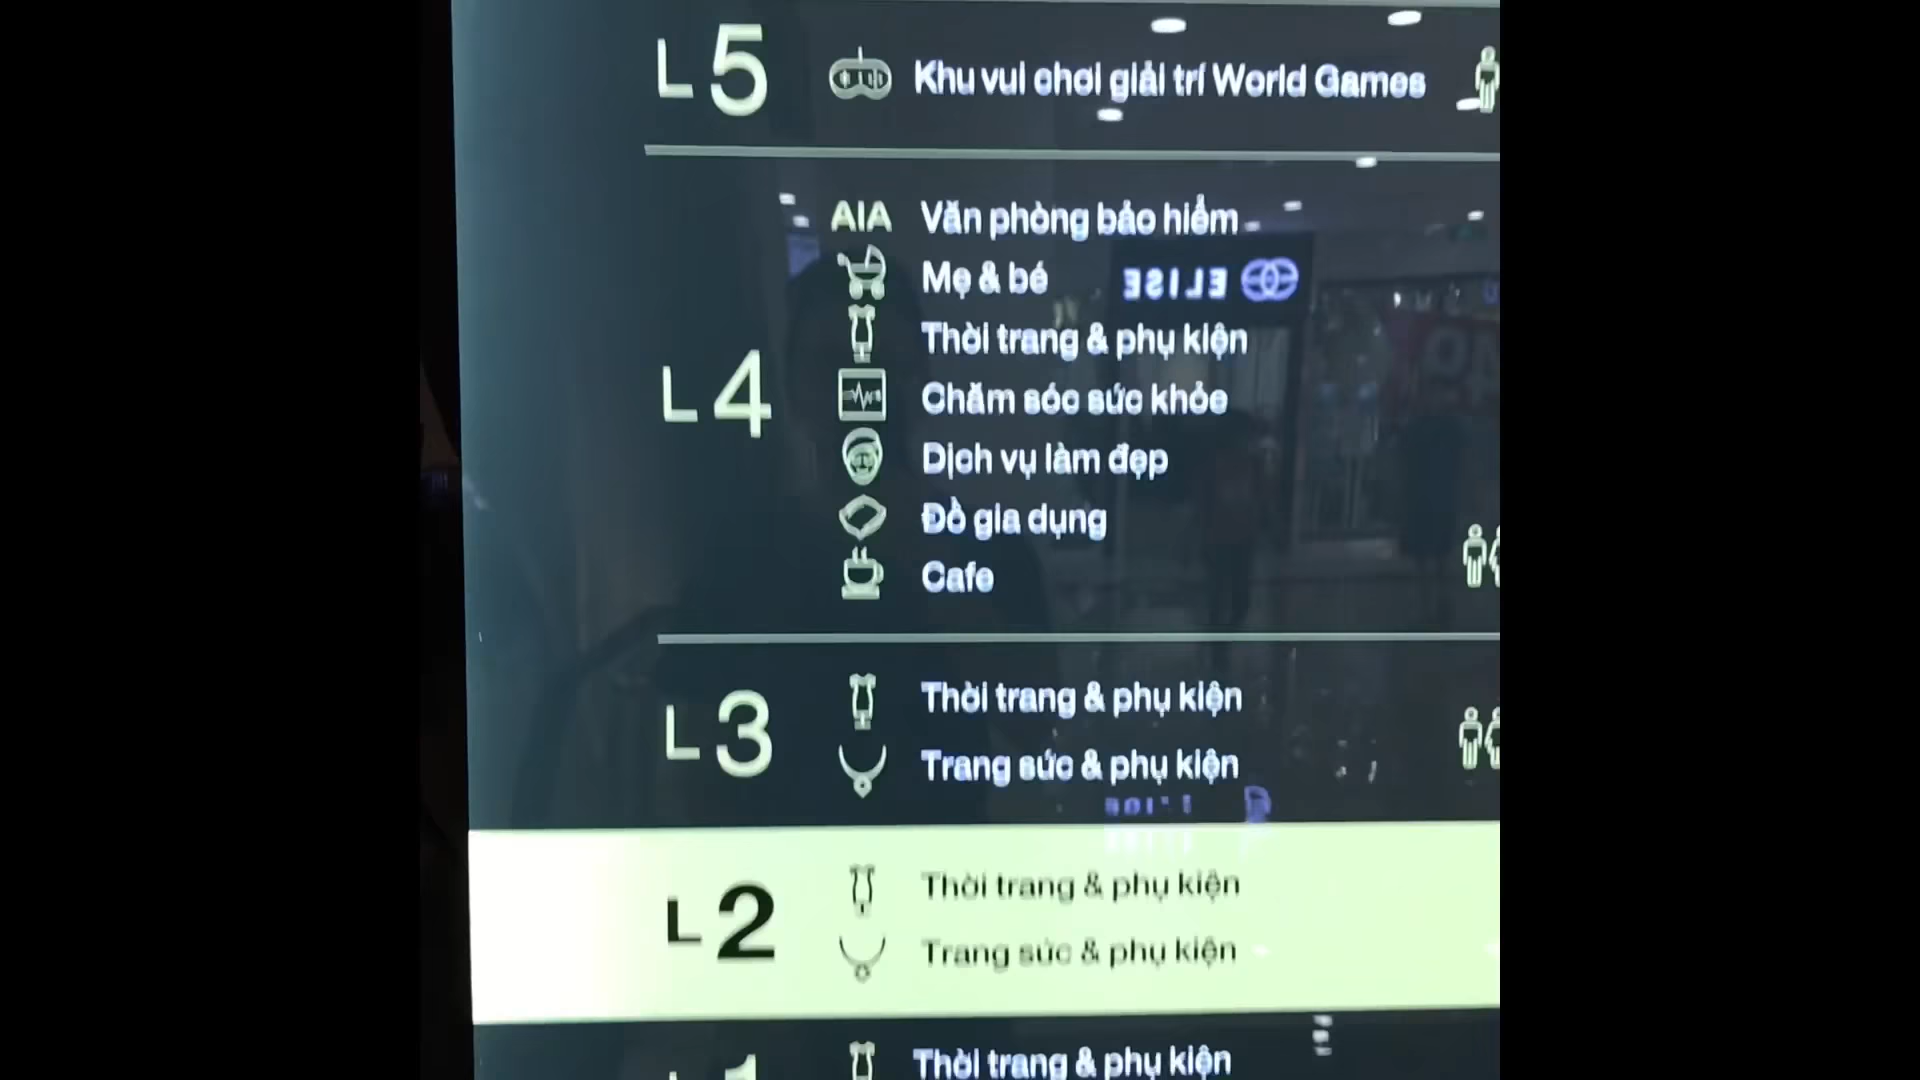 L5
Khu vui chơi giải trí World Games
AIA Văn phòng bảo hiểm
Mẹ & bé
ELISE
Thời trang & phụ kiện
L4
Chăm sóc sức khỏe
Dịch vụ làm đẹp
Đồ gia dụng
Cafe
L3
Thời trang & phụ kiện
Trang sức & phụ kiện
L2
Thời trang & phụ kiện
Trang sức & phụ kiện
L1
Thời trang & phụ kiện